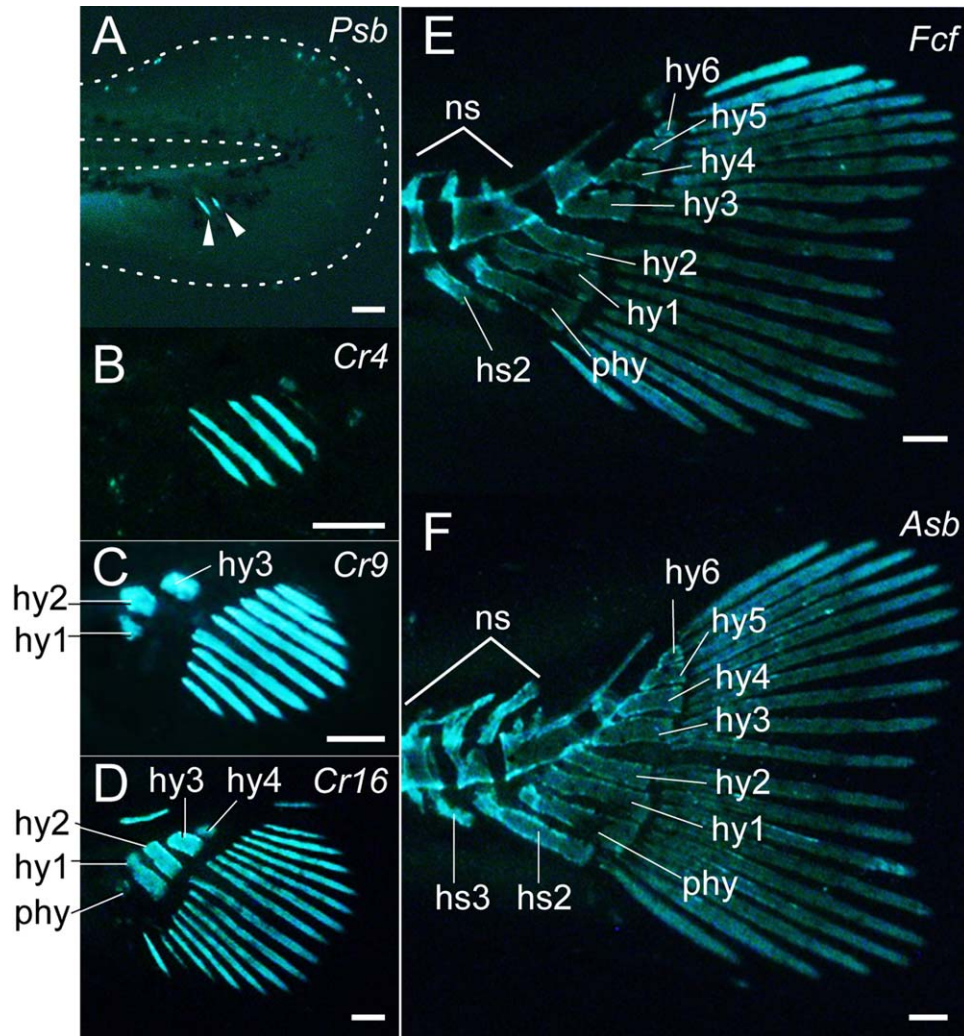 A Psb
B Cr4
C Cr9
hy3
hy2
hy1
D Cr16
hy3 hy4
hy2
hy1
phy
E Fcf
hy6
ns
hy5
hy4
hy3
hy2
hy1
hs2
phy
F Asb
hy6
ns
hy5
hy4
hy3
hy2
hy1
phy
hs3 hs2